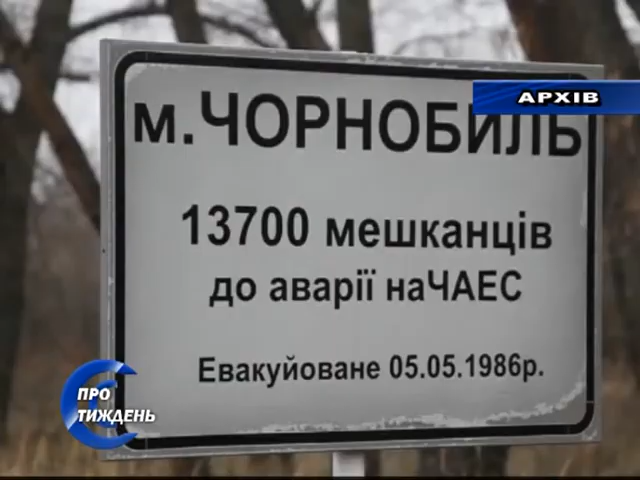 АРХІВ
м.ЧОРНОБИЛЬ
13700 мешканців
до аварії наЧАЕС
Евакуйоване 05.05.1986р.
ПРО
ТИЖДЕНЬ